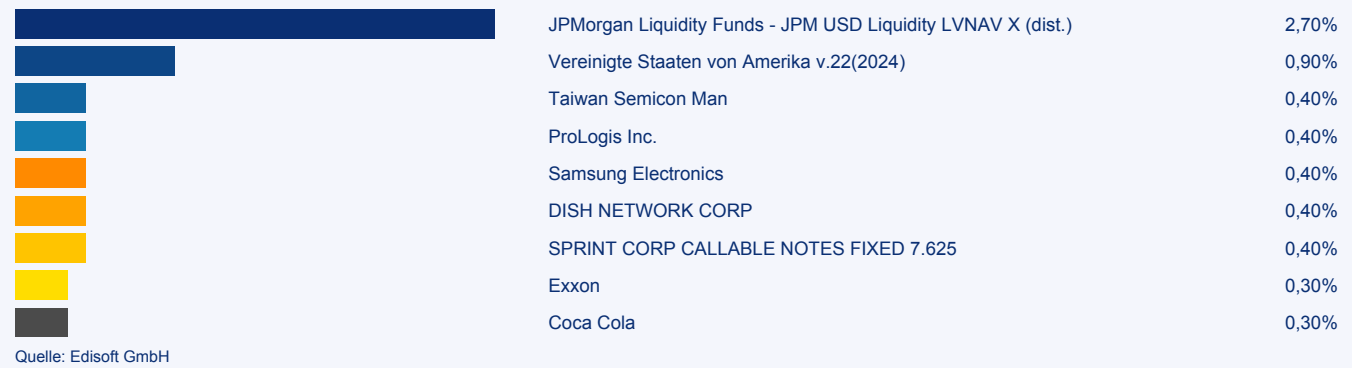 JPMorgan Liquidity Funds - JPM USD Liquidity LVNAV X (dist.) 2,70%
Vereinigte Staaten von Amerika v.22(2024) 0,90%
Taiwan Semicon Man 0,40%
ProLogis Inc. 0,40%
Samsung Electronics 0,40%
DISH NETWORK CORP 0,40%
SPRINT CORP CALLABLE NOTES FIXED 7.625 0,40%
Exxon 0,30%
Coca Cola 0,30%
Quelle: Edisoft GmbH